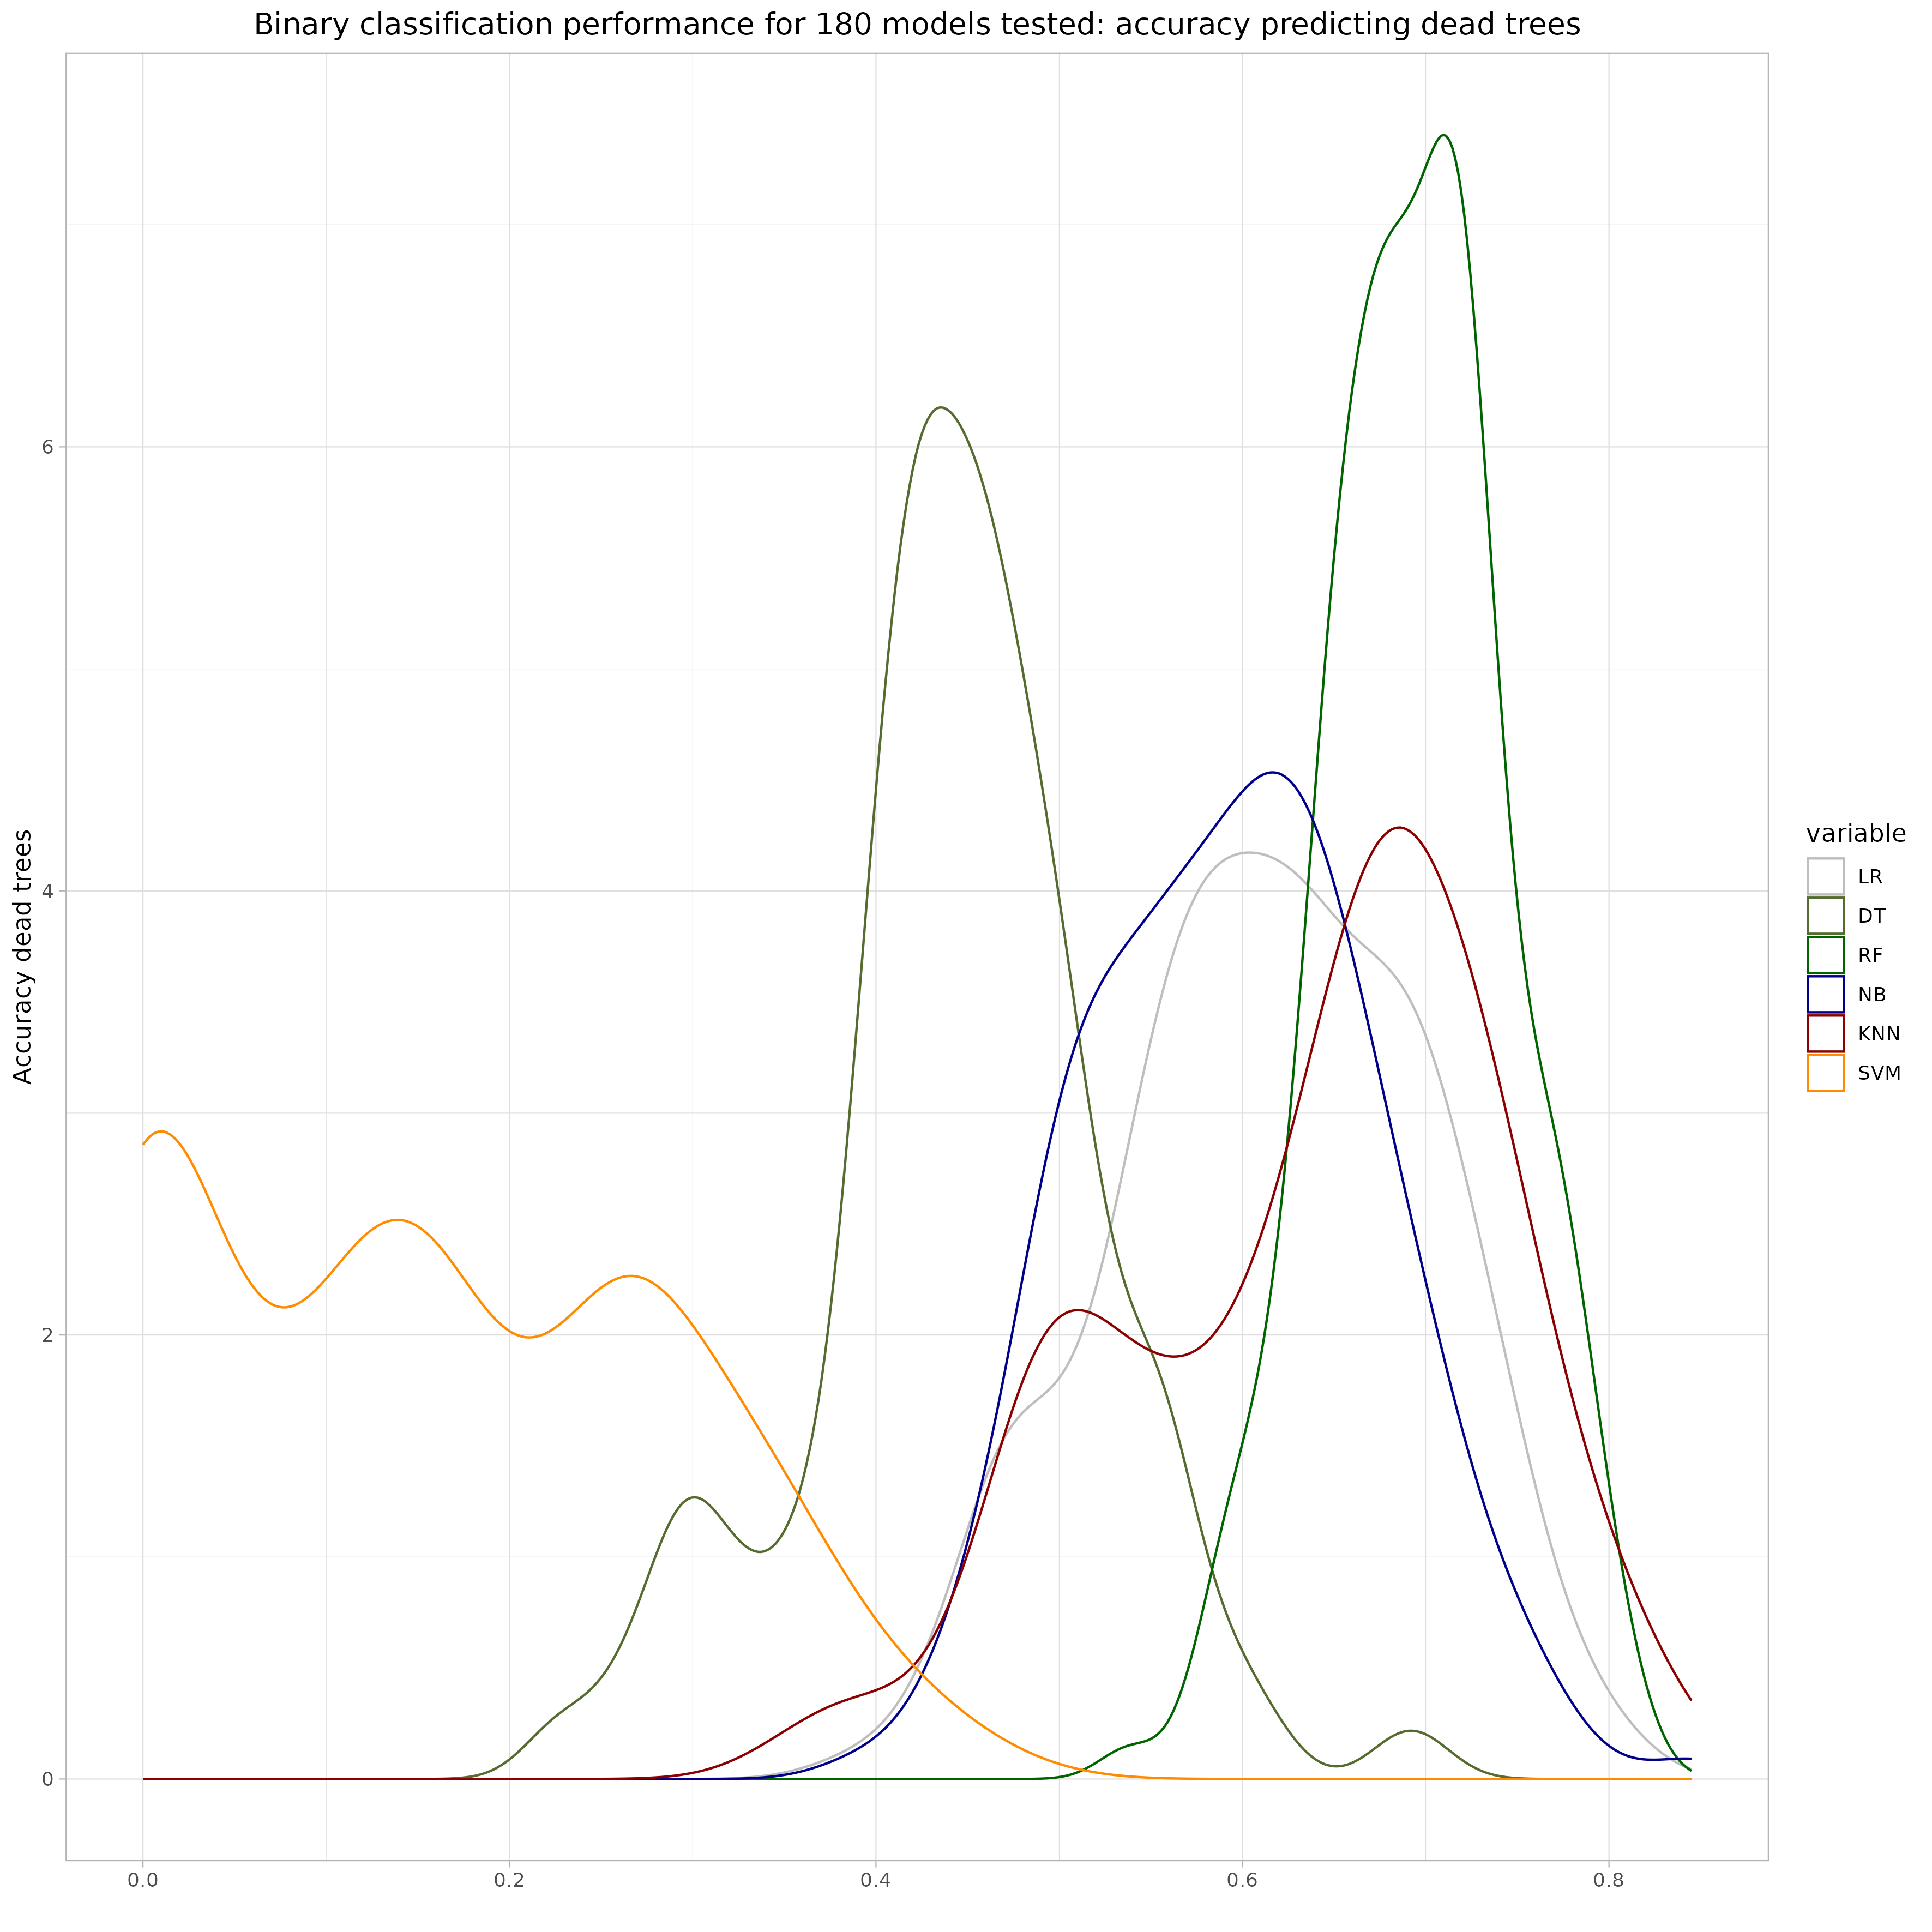 Binary classification performance for 180 models tested: accuracy predicting dead trees
Accuracy dead trees
6
4
2
0
0.0
0.2
0.4
0.6
0.8
variable
LR
DT
RF
NB
KNN
SVM